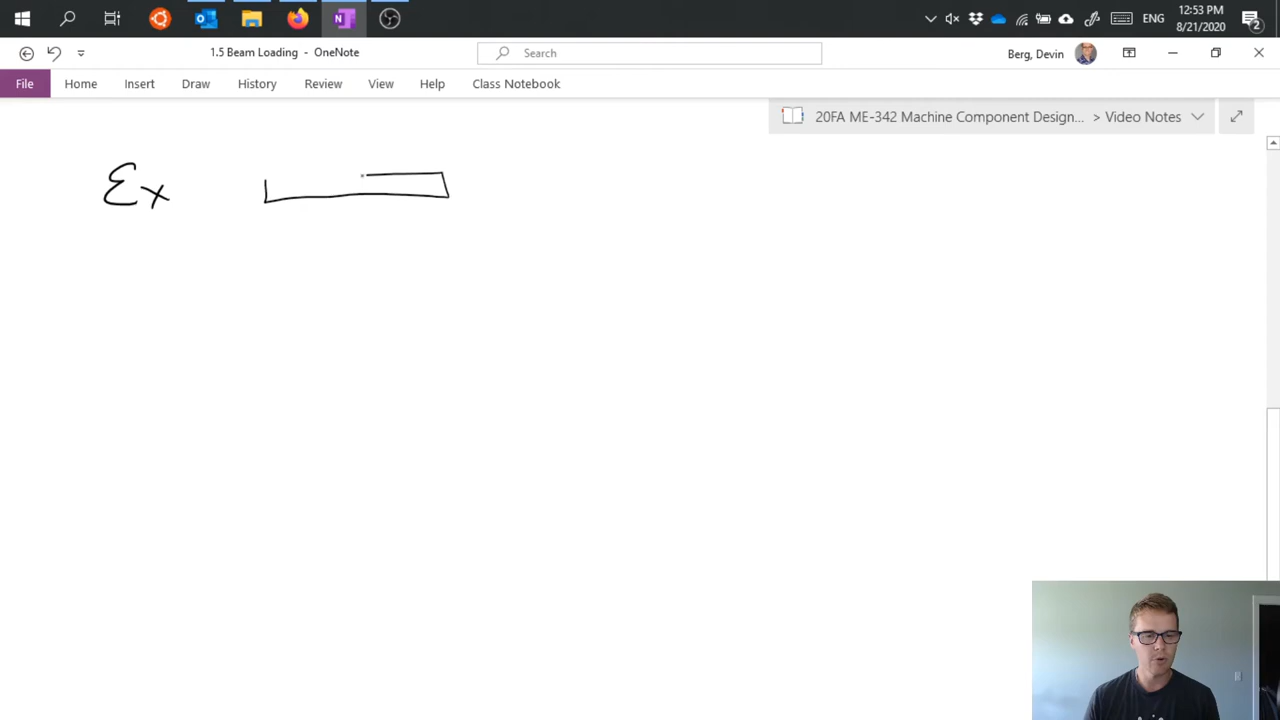 12:53 PM
ENG
8/21/2020
2
1.5 Beam Loading - OneNote
Search
Berg, Devin
File Home Insert Draw History Review View Help Class Notebook
20FA ME-342 Machine Component Design... > Video Notes
Ex